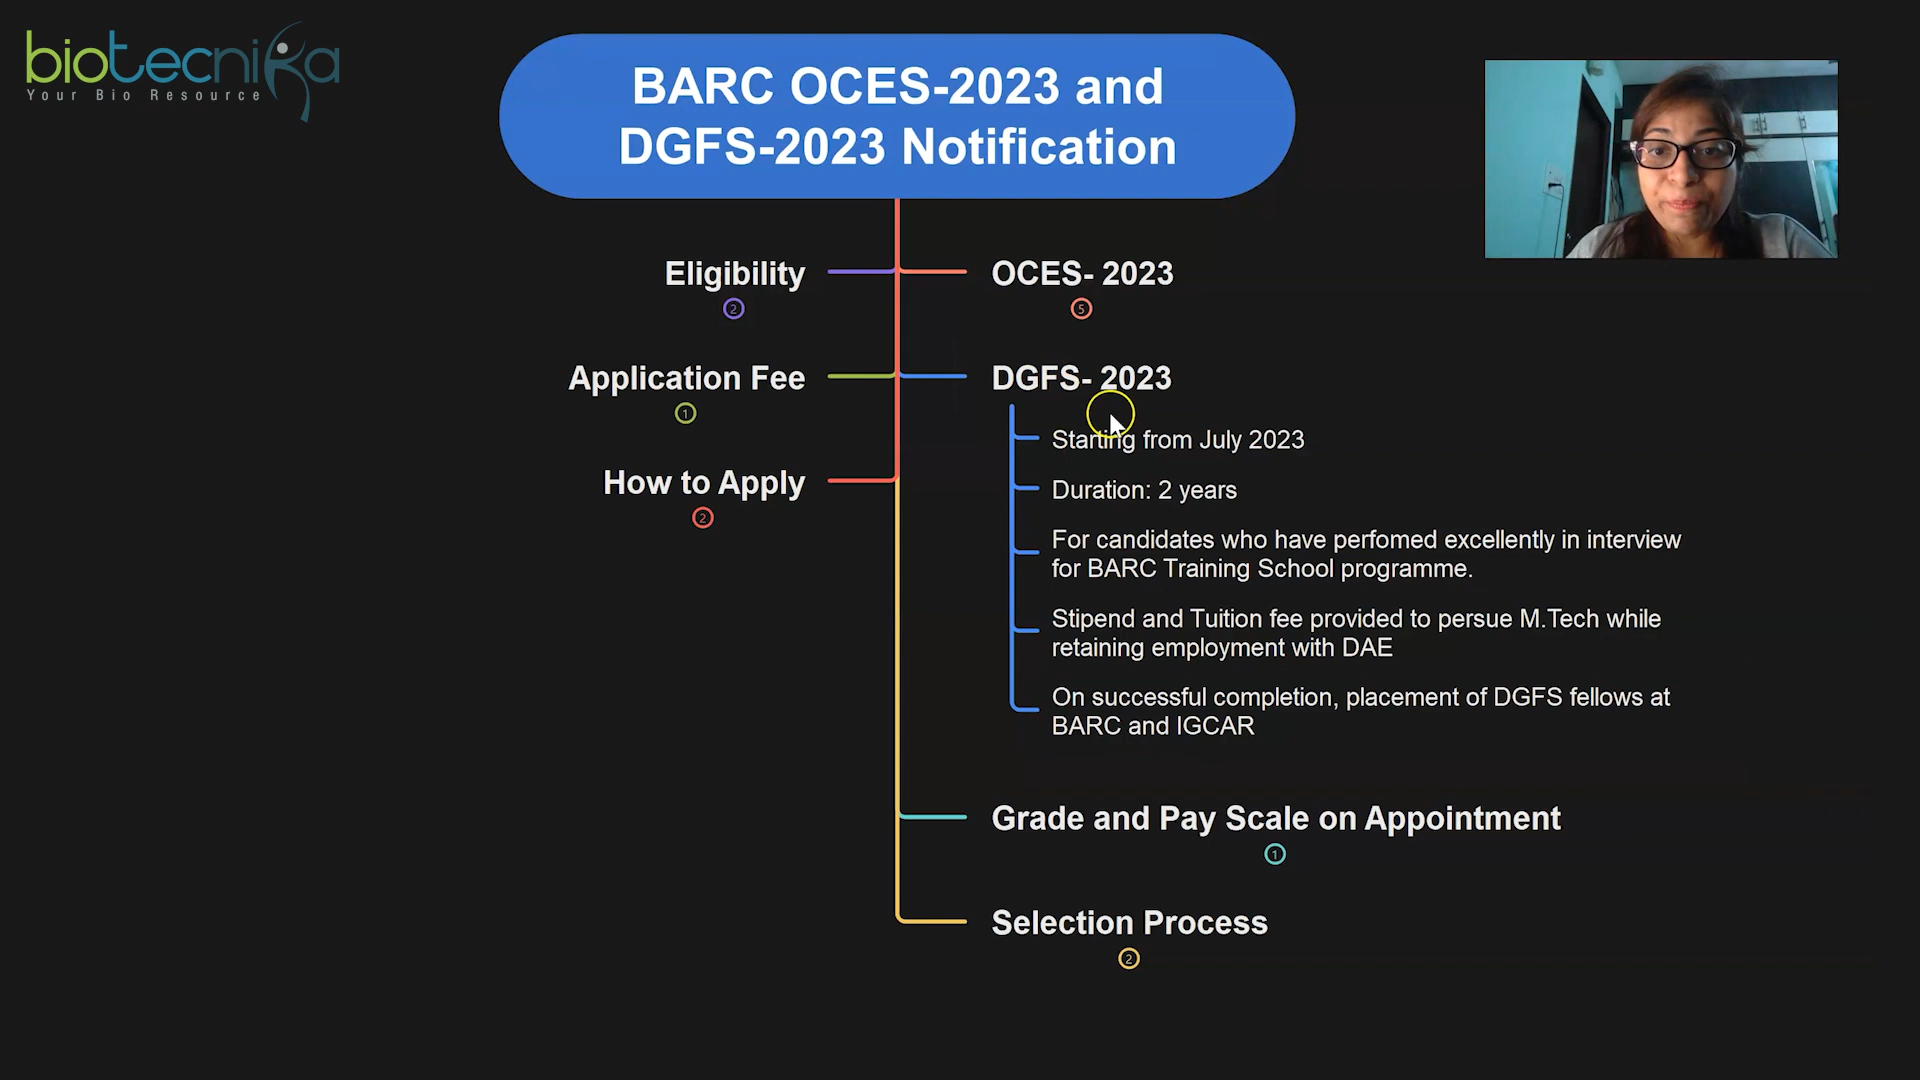 biotecnika
Your Bio Resource
BARC OCES-2023 and
DGFS-2023 Notification
Eligibility
2
Application Fee
1
How to Apply
2
OCES- 2023
5
DGFS- 2023
Starting from July 2023
Duration: 2 years
For candidates who have perfomed excellently in interview
for BARC Training School programme.
Stipend and Tuition fee provided to persue M.Tech while
retaining employment with DAE
On successful completion, placement of DGFS fellows at
BARC and IGCAR
Grade and Pay Scale on Appointment
1
Selection Process
2